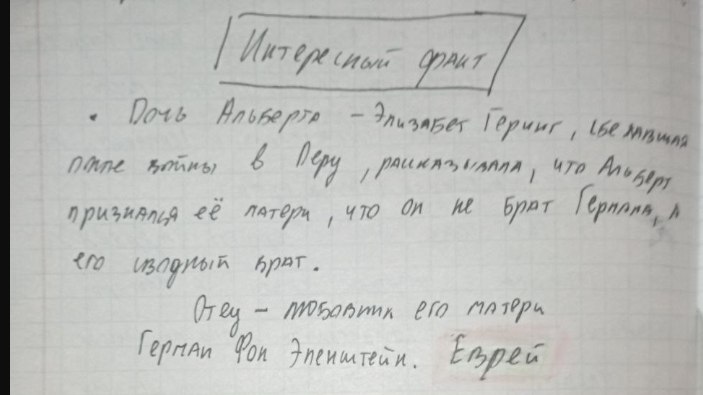 Интересный факт
• Дочь Альберта – Элизабет Геринг, сбежавшая
после войны в Перу, рассказывала, что Альберт
признался её матери, что он не брат Германа, а
его сводный брат.
Отец – любовник его матери
Герман Фон Эпенштейн. Еврей